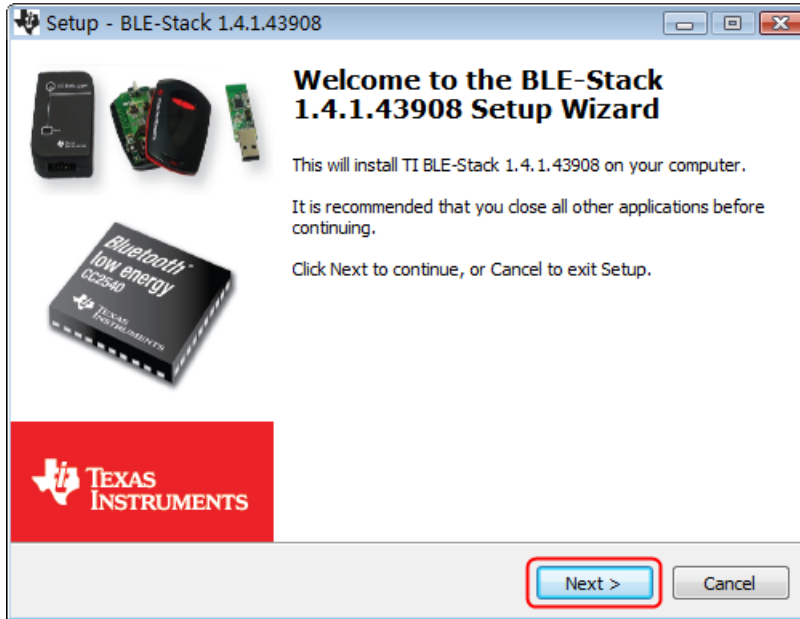 Setup - BLE-Stack 1.4.1.43908
Welcome to the BLE-Stack
1.4.1.43908 Setup Wizard
This will install TI BLE-Stack 1.4.1.43908 on your computer.
It is recommended that you close all other applications before
continuing.
Click Next to continue, or Cancel to exit Setup.
Bluetooth
low energy
CC2540
TEXAS
INSTRUMENTS
TEXAS
INSTRUMENTS
Next >
Cancel